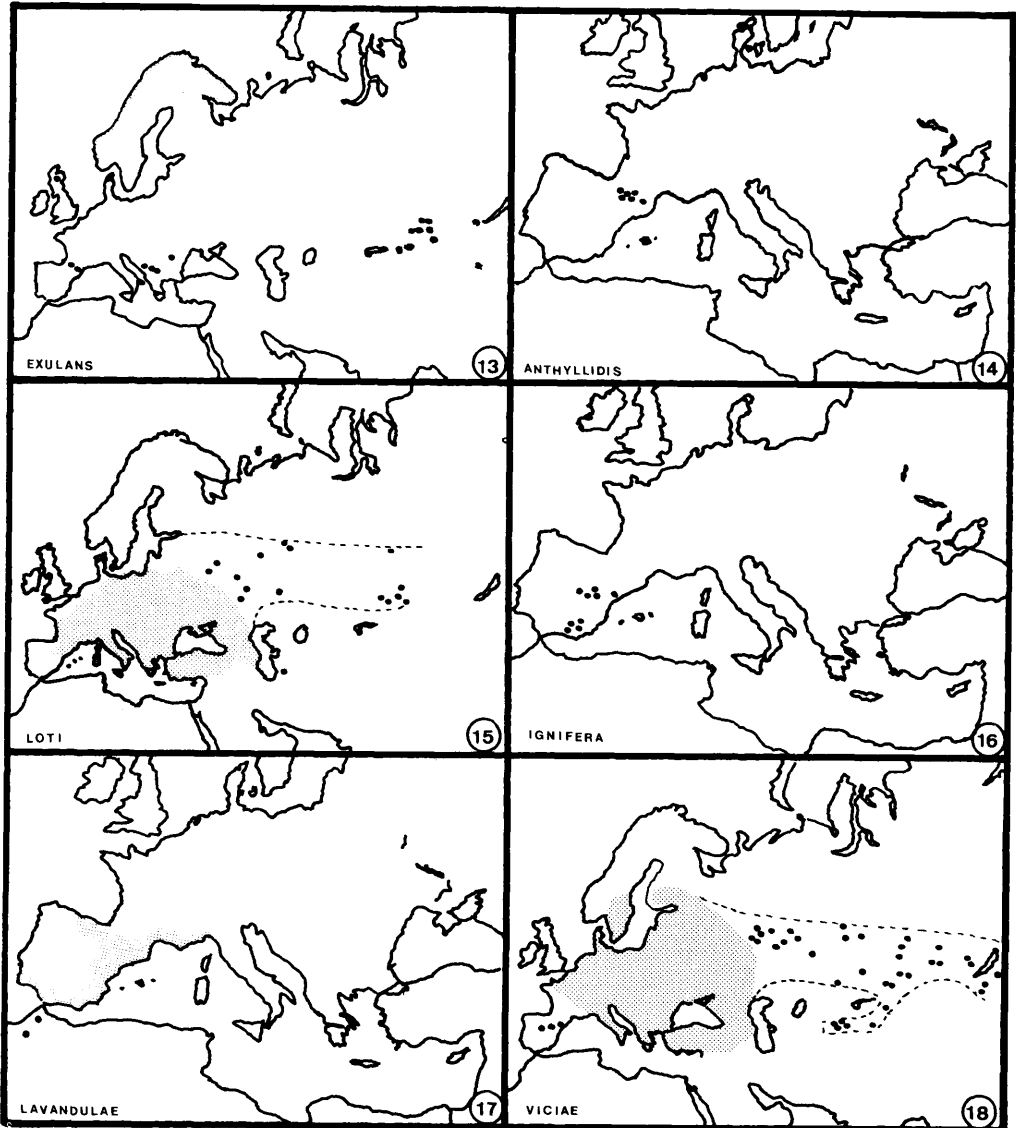 EXULANS
13
ANTHYLLIDIS
14
LOTI
15
IGNIFERA
16
LAVANDULAE
17
VICIAE
18